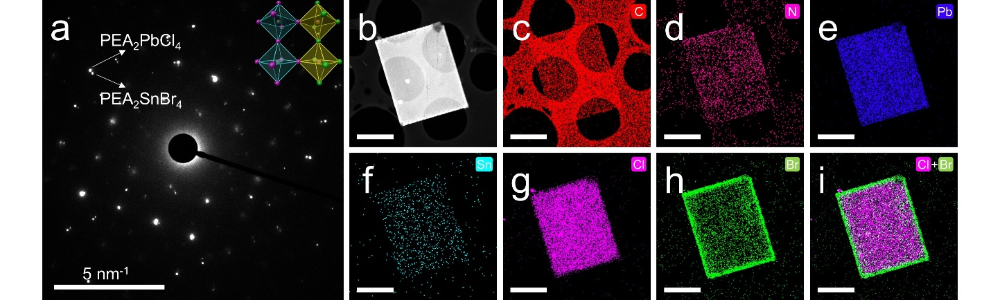 a
PEA₂PbCl₄
PEA₂SnBr₄
5 nm⁻¹
b
c
C
d
N
e
Pb
f
Sn
g
Cl
h
Br
i
Cl+Br